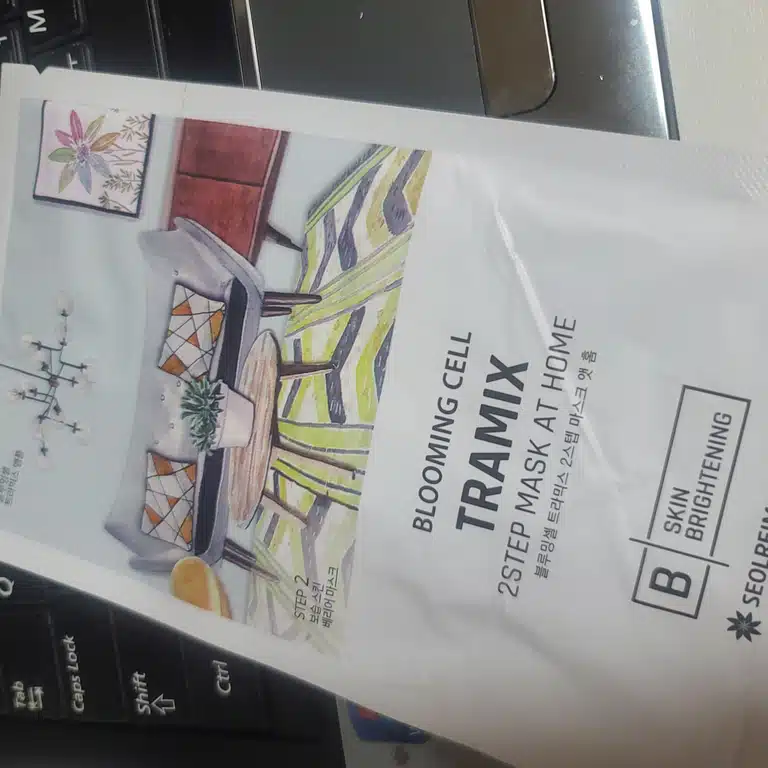 BLOOMING CELL
TRAMIX
2STEP MASK AT HOME
블루밍셀 트라믹스 2스텝 마스크 앳 홈
B
SKIN
BRIGHTENING
STEP 2
보습 스킨
베리어 마스크
M
Tab
Caps Lock
Shift
Ctrl